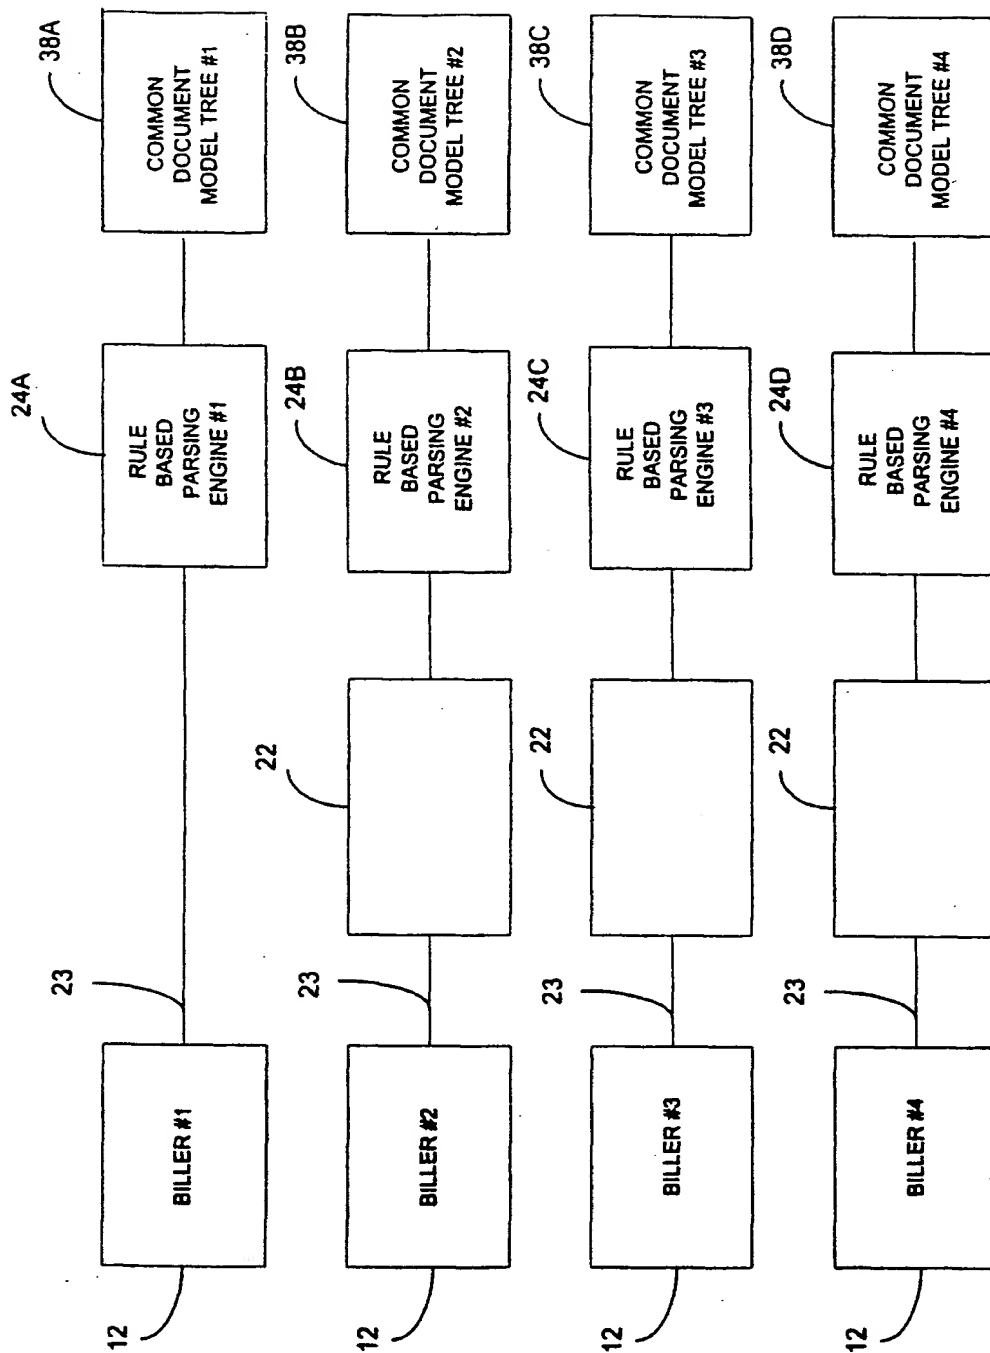 12
BILLER #1
23
24A
RULE
BASED
PARSING
ENGINE #1
38A
COMMON
DOCUMENT
MODEL TREE #1
12
BILLER #2
23
22
24B
RULE
BASED
PARSING
ENGINE #2
38B
COMMON
DOCUMENT
MODEL TREE #2
12
BILLER #3
23
22
24C
RULE
BASED
PARSING
ENGINE #3
38C
COMMON
DOCUMENT
MODEL TREE #3
12
BILLER #4
23
22
24D
RULE
BASED
PARSING
ENGINE #4
38D
COMMON
DOCUMENT
MODEL TREE #4